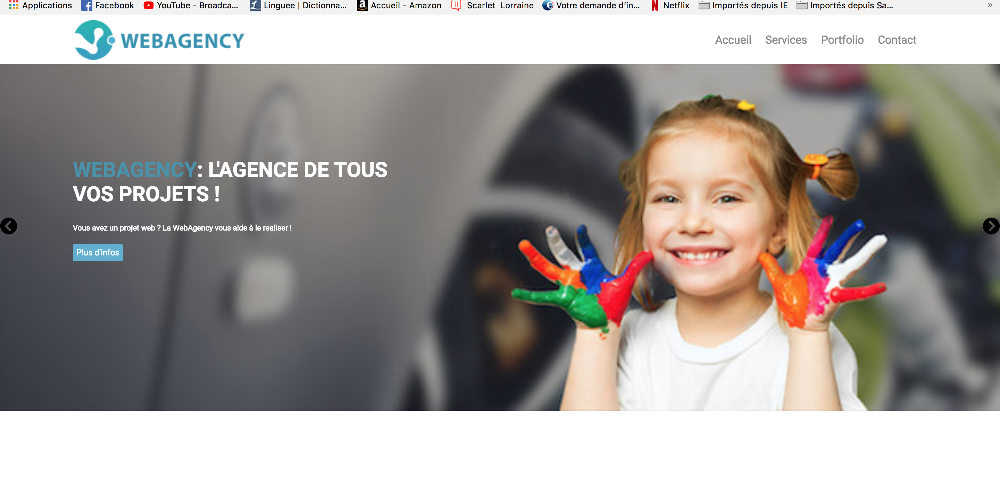 Applications Facebook YouTube - Broadca... Linguee | Dictionna... Accueil - Amazon Scarlet Lorraine Votre demande d'in... Netflix Importés depuis IE Importés depuis Sa... »
WEBAGENCY Accueil Services Portfolio Contact
WEBAGENCY: L'AGENCE DE TOUS
VOS PROJETS !
Vous avez un projet web ? La WebAgency vous aide à le realiser !
Plus d'infos